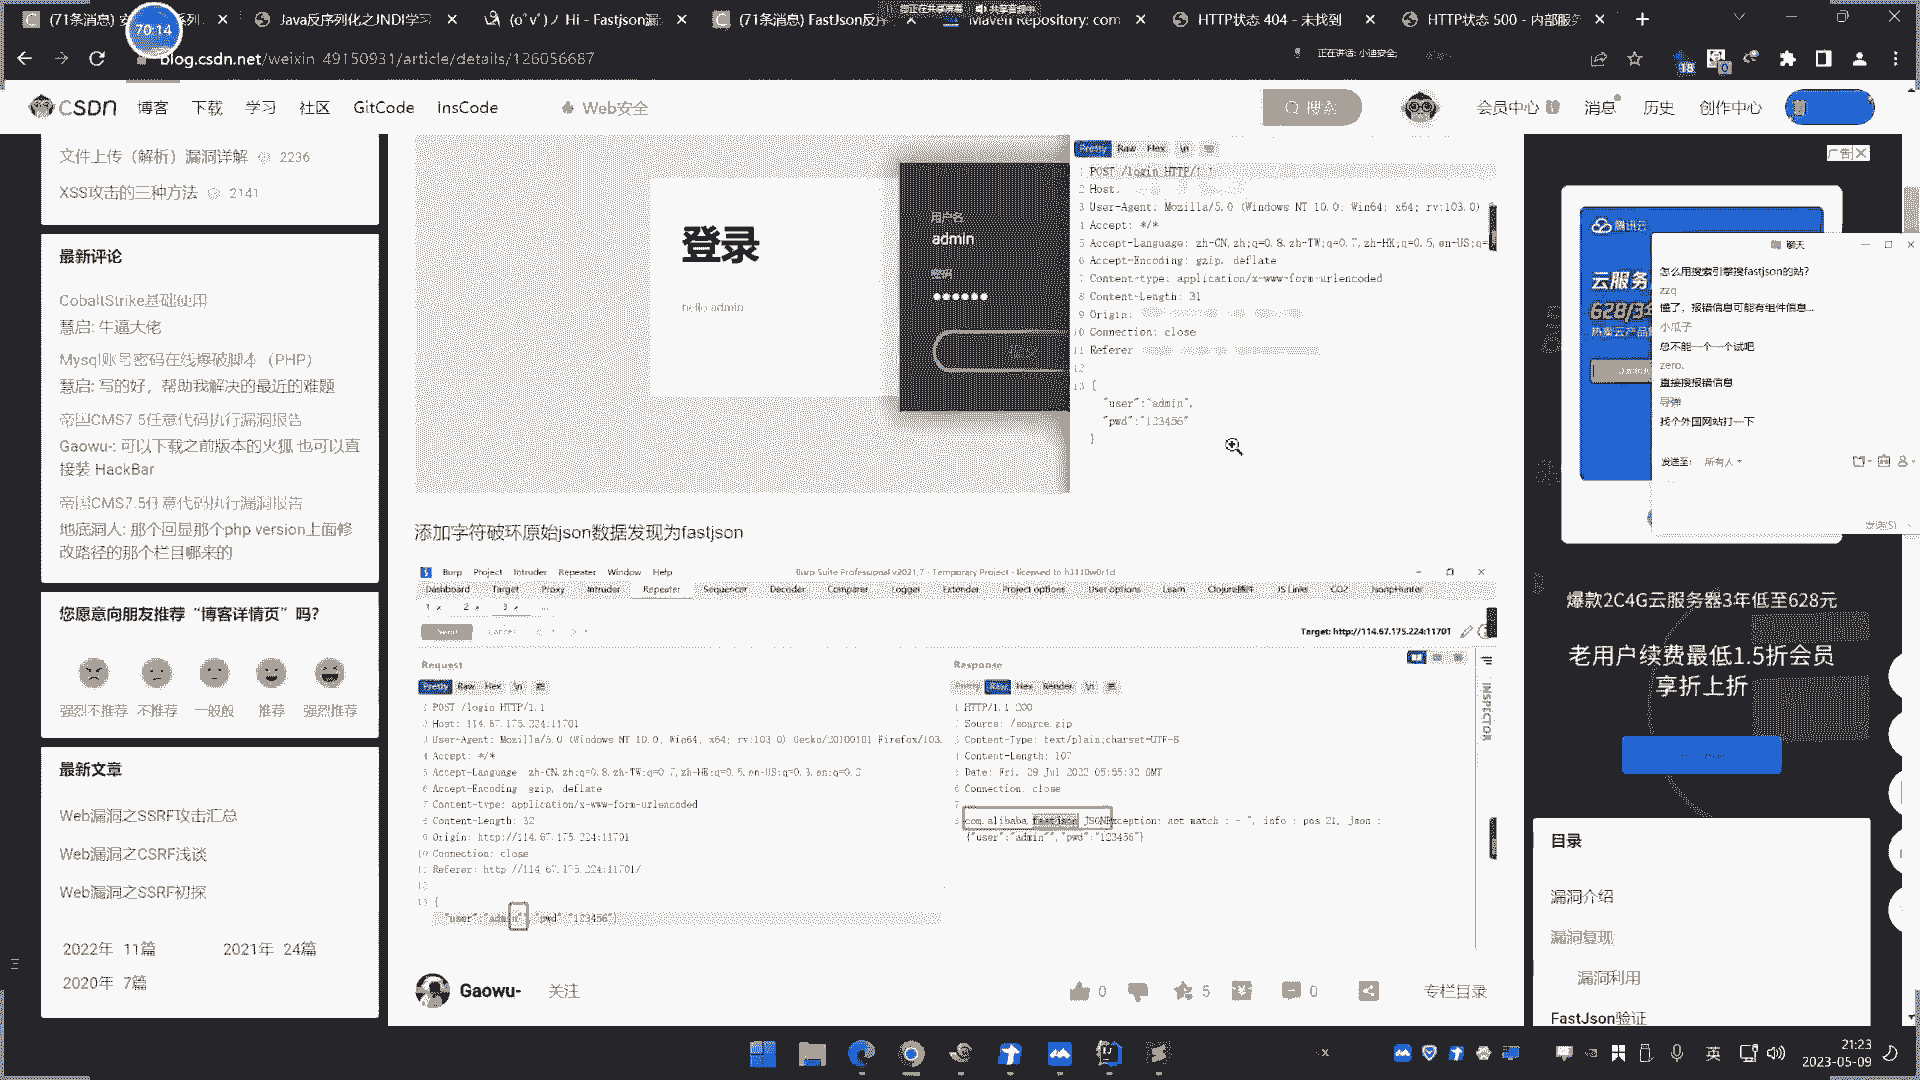 (71条消息)
系列.
Java反序列化之JNDI学习
(o゚v゚)ノ Hi - Fastjson漏洞
(71条消息) FastJson反序
Maven Repository: com
HTTP状态 404 - 未找到
HTTP状态 500 - 内部服务
70:14
blog.csdn.net/weixin_49150931/article/details/126056687
正在讲话: 小迪安全;
CSDN
博客
下载
学习
社区
GitCode
InsCode
Web安全
搜索
会员中心
消息
历史
创作中心
文件上传（解析）漏洞详解 2236
XSS攻击的三种方法 2141
最新评论
CobaltStrike基础使用
慧启: 牛逼大佬
Mysql账号密码在线爆破脚本（PHP）
慧启: 写的好，帮助我解决的最近的难题
帝国CMS7.5任意代码执行漏洞报告
Gaowu-: 可以下载之前版本的火狐 也可以直
接装 HackBar
帝国CMS7.5任意代码执行漏洞报告
地底洞人: 那个回显那个php version上面修
改路径的那个栏目哪来的
您愿意向朋友推荐“博客详情页”吗?
强烈不推荐 不推荐 一般般 推荐 强烈推荐
最新文章
Web漏洞之SSRF攻击汇总
Web漏洞之CSRF浅谈
Web漏洞之SSRF初探
2022年 11篇
2021年 24篇
2020年 7篇
登录
hello admin
用户名
admin
密码
Pretty Raw Hex \n
1 POST /login HTTP/1.1
2 Host:
3 User-Agent: Mozilla/5.0 (Windows NT 10.0; Win64; x64; rv:103.0)
4 Accept: */*
5 Accept-Language: zh-CN,zh;q=0.8,zh-TW;q=0.7,zh-HK;q=0.5,en-US;q=
6 Accept-Encoding: gzip, deflate
7 Content-type: application/x-www-form-urlencoded
8 Content-Length: 31
9 Origin:
10 Connection: close
11 Referer
12
13 {
"user":"admin",
"pwd":"123456"
}
添加字符破环原始json数据发现为fastjson
Burp Project Intruder Repeater Window Help
Burp Suite Professional v2021.7 - Temporary Project - licensed to h3110w0r1d
Dashboard Target Proxy Intruder Repeater Sequencer Decoder Comparer Logger Extender Project options User options Learn
JS Links CO2 JsonpHunter
1 × 2 × 3 × ...
Send Cancel
Target: http://114.67.175.224:11701
Request
Pretty Raw Hex \n
1 POST /login HTTP/1.1
2 Host: 114.67.175.224:11701
3 User-Agent: Mozilla/5.0 (Windows NT 10.0; Win64; x64; rv:103.0) Gecko/20100101 Firefox/103.
4 Accept: */*
5 Accept-Language: zh-CN,zh;q=0.8,zh-TW;q=0.7,zh-HK;q=0.5,en-US;q=0.3,en;q=0.2
6 Accept-Encoding: gzip, deflate
7 Content-type: application/x-www-form-urlencoded
8 Content-Length: 32
9 Origin: http://114.67.175.224:11701
10 Connection: close
11 Referer: http://114.67.175.224:11701/
12
13 {
"user":"admin"","pwd":"123456"}
Response
Pretty Raw Hex Render \n
1 HTTP/1.1 200
2 Source: /source.zip
3 Content-Type: text/plain;charset=UTF-8
4 Content-Length: 107
5 Date: Fri, 29 Jul 2022 05:55:32 GMT
6 Connection: close
7
8 com.alibaba.fastjson.JSONException: not match : - ", info : pos 21, json :
{"user":"admin"","pwd":"123456"}
INSPECTOR
Gaowu-
关注
0
5
0
专栏目录
广告
腾讯云
云服务
聊天
怎么用搜索引擎搜fastjson的站?
zzq
懂了，报错信息可能有组件信息...
小瓜子
总不能一个一个试吧
zero.
直接搜报错信息
导弹
找个外国网站打一下
发送至: 所有人
发送(S)
爆款2C4G云服务器3年低至628元
老用户续费最低1.5折会员
享折上折
目录
漏洞介绍
漏洞复现
漏洞利用
FastJson验证
英
21:23
2023-05-09